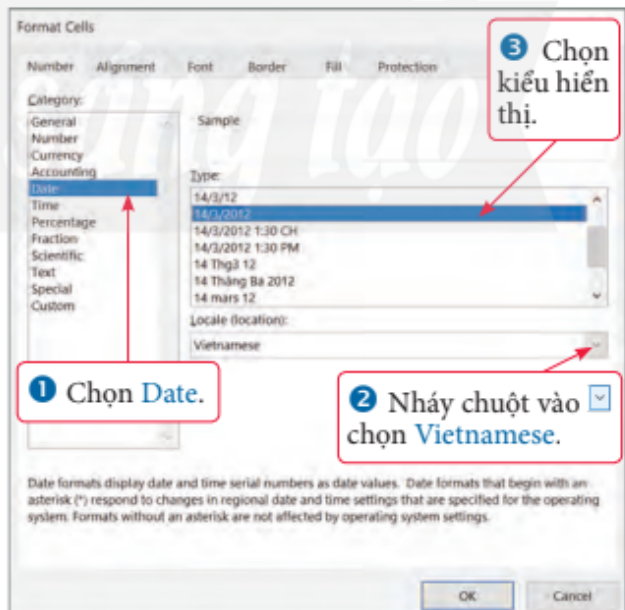 Format Cells
Number Alignment Font Border Fill Protection
Category:
General
Number
Currency
Accounting
Date
Time
Percentage
Fraction
Scientific
Text
Special
Custom
Sample
Type:
14/3/12
14/3/2012
14/3/2012 1:30 CH
14/3/2012 1:30 PM
14 Thg3 12
14 Tháng Ba 2012
14 mars 12
Locale (location):
Vietnamese
❶ Chọn Date.
❷ Nháy chuột vào
chọn Vietnamese.
❸ Chọn
kiểu hiển
thị.
Date formats display date and time serial numbers as date values. Date formats that begin with an
asterisk (*) respond to changes in regional date and time settings that are specified for the operating
system. Formats without an asterisk are not affected by operating system settings.
OK Cancel
sáng tạo